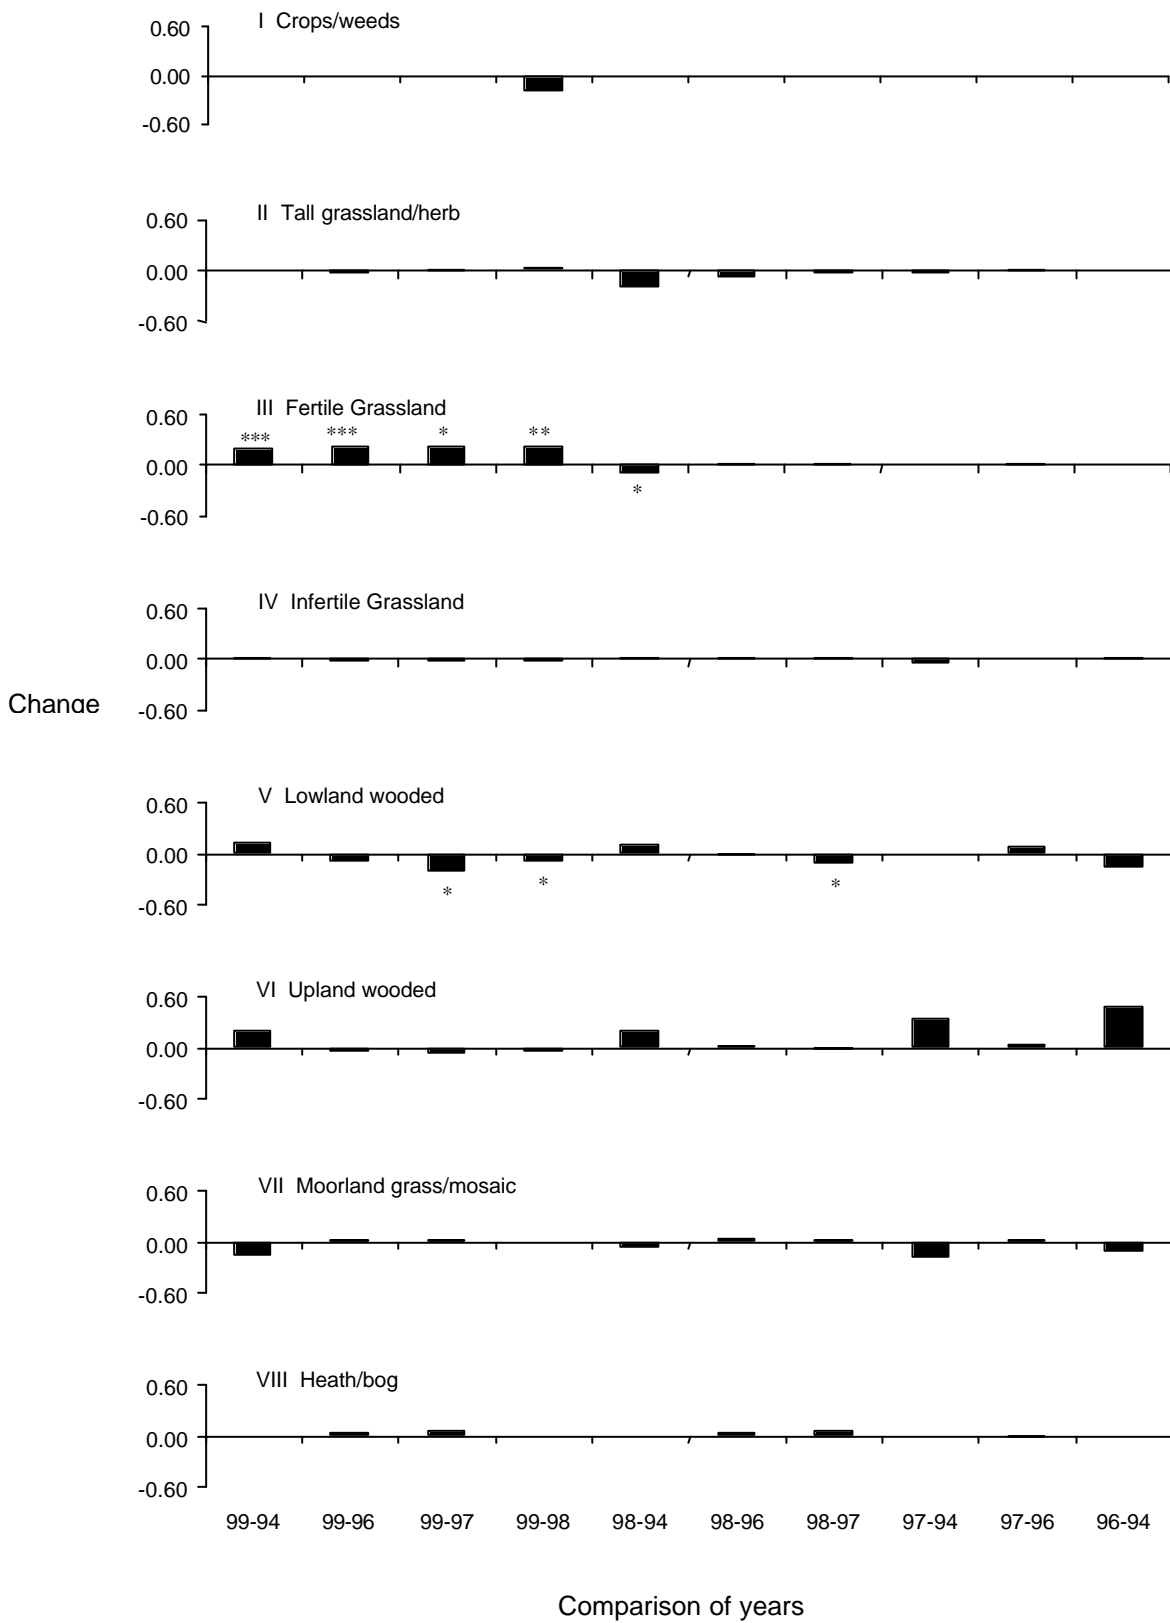 I Crops/weeds
0.60
0.00
-0.60
II Tall grassland/herb
0.60
0.00
-0.60
III Fertile Grassland
0.60
*** *** * **
0.00
*
-0.60
IV Infertile Grassland
0.60
0.00
Change
-0.60
V Lowland wooded
0.60
0.00
* * *
-0.60
VI Upland wooded
0.60
0.00
-0.60
VII Moorland grass/mosaic
0.60
0.00
-0.60
VIII Heath/bog
0.60
0.00
-0.60
99-94 99-96 99-97 99-98 98-94 98-96 98-97 97-94 97-96 96-94
Comparison of years